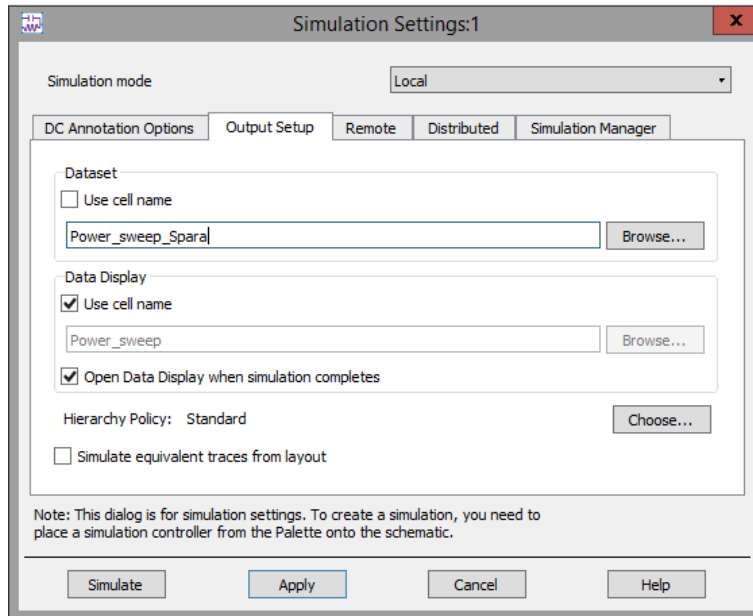 Simulation Settings:1
x
Simulation mode
Local
DC Annotation Options
Output Setup
Remote
Distributed
Simulation Manager
Dataset
Use cell name
Power_sweep_Spara
Browse...
Data Display
Use cell name
Power_sweep
Browse...
Open Data Display when simulation completes
Hierarchy Policy: Standard
Choose...
Simulate equivalent traces from layout
Note: This dialog is for simulation settings. To create a simulation, you need to
place a simulation controller from the Palette onto the schematic.
Simulate
Apply
Cancel
Help